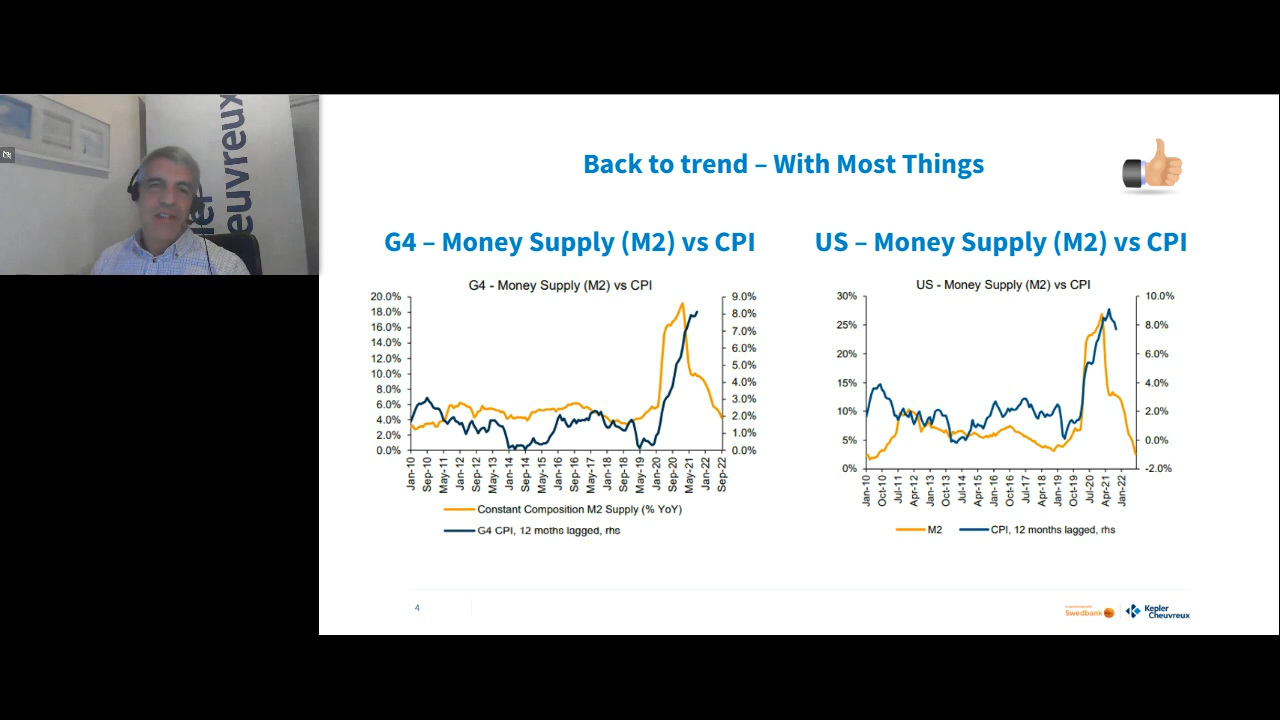 euvreux
ier
Back to trend – With Most Things
G4 – Money Supply (M2) vs CPI
US – Money Supply (M2) vs CPI
G4 - Money Supply (M2) vs CPI
20.0%
18.0%
16.0%
14.0%
12.0%
10.0%
8.0%
6.0%
4.0%
2.0%
0.0%
9.0%
8.0%
7.0%
6.0%
5.0%
4.0%
3.0%
2.0%
1.0%
0.0%
Jan-10
Sep-10
May-11
Jan-12
Sep-12
May-13
Jan-14
Sep-14
May-15
Jan-16
Sep-16
May-17
Jan-18
Sep-18
May-19
Jan-20
Sep-20
May-21
Jan-22
Sep-22
Constant Composition M2 Supply (% YoY)
G4 CPI, 12 moths lagged, rhs
US - Money Supply (M2) vs CPI
30%
25%
20%
15%
10%
5%
0%
10.0%
8.0%
6.0%
4.0%
2.0%
0.0%
-2.0%
Jan-10
Oct-10
Jul-11
Apr-12
Jan-13
Oct-13
Jul-14
Apr-15
Jan-16
Oct-16
Jul-17
Apr-18
Jan-19
Oct-19
Jul-20
Apr-21
Jan-22
M2
CPI, 12 months lagged, rhs
4
Swedbank
Kepler
Cheuvreux